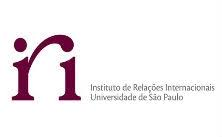 iri
Instituto de Relações Internacionais
Universidade de São Paulo